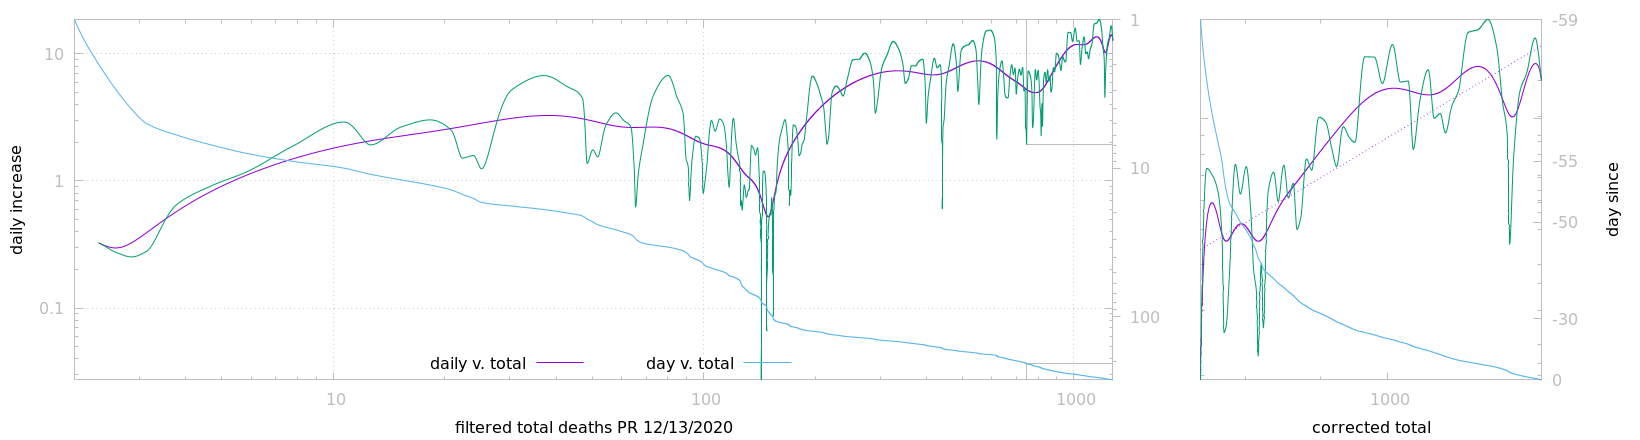 10
1
0.1
daily increase
daily v. total
day v. total
10
100
1000
filtered total deaths PR 12/13/2020
1
10
100
1000
corrected total
-59
-55
-50
-30
0
day since